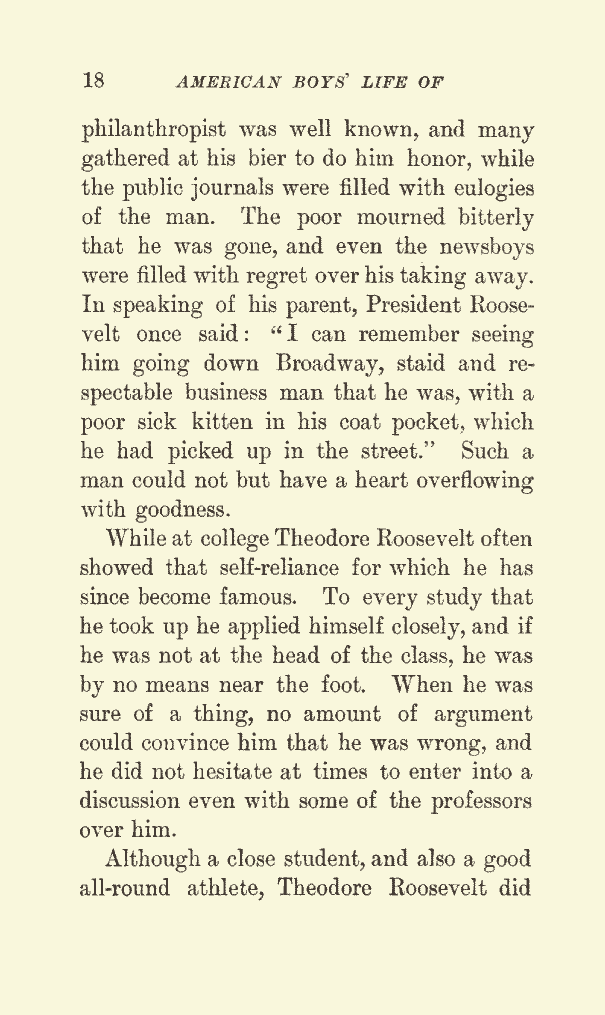 18 AMERICAN BOYS' LIFE OF
philanthropist was well known, and many
gathered at his bier to do him honor, while
the public journals were filled with eulogies
of the man. The poor mourned bitterly
that he was gone, and even the newsboys
were filled with regret over his taking away.
In speaking of his parent, President Roose-
velt once said: "I can remember seeing
him going down Broadway, staid and re-
spectable business man that he was, with a
poor sick kitten in his coat pocket, which
he had picked up in the street." Such a
man could not but have a heart overflowing
with goodness.
While at college Theodore Roosevelt often
showed that self-reliance for which he has
since become famous. To every study that
he took up he applied himself closely, and if
he was not at the head of the class, he was
by no means near the foot. When he was
sure of a thing, no amount of argument
could convince him that he was wrong, and
he did not hesitate at times to enter into a
discussion even with some of the professors
over him.
Although a close student, and also a good
all-round athlete, Theodore Roosevelt did